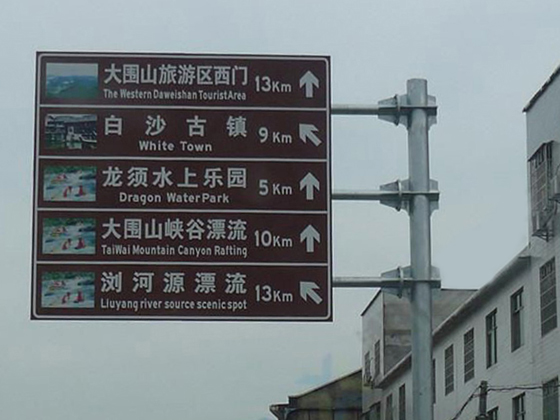 大围山旅游区西门 13Km
The Western Daweishan TouristArea
白沙古镇 9Km
White Town
龙须水上乐园 5Km
Dragon WaterPark
大围山峡谷漂流 10Km
TaiWai Mountain Canyon Rafting
浏河源漂流 13Km
Liuyang river source scenic spot